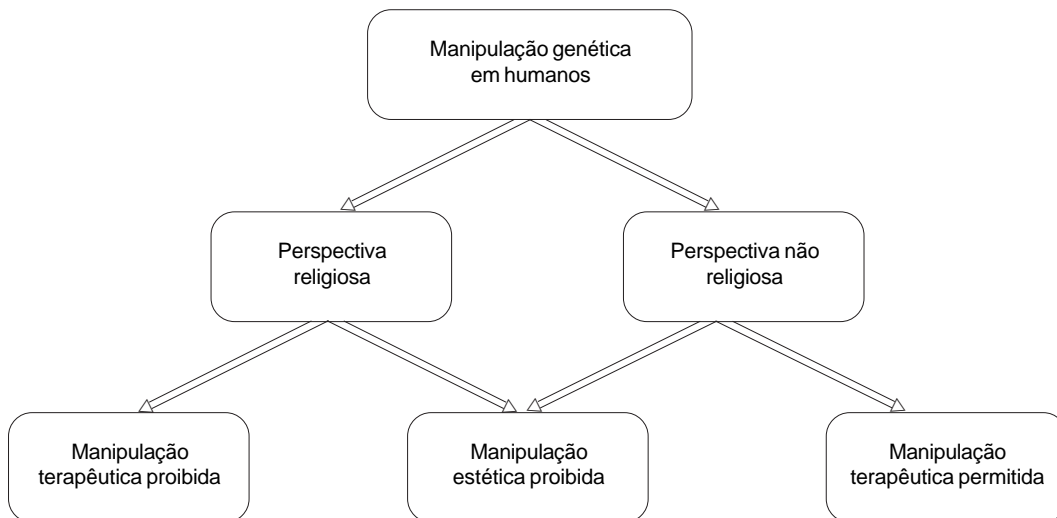 Manipulação genética
em humanos
Perspectiva
religiosa
Perspectiva não
religiosa
Manipulação
terapêutica proibida
Manipulação
estética proibida
Manipulação
terapêutica permitida